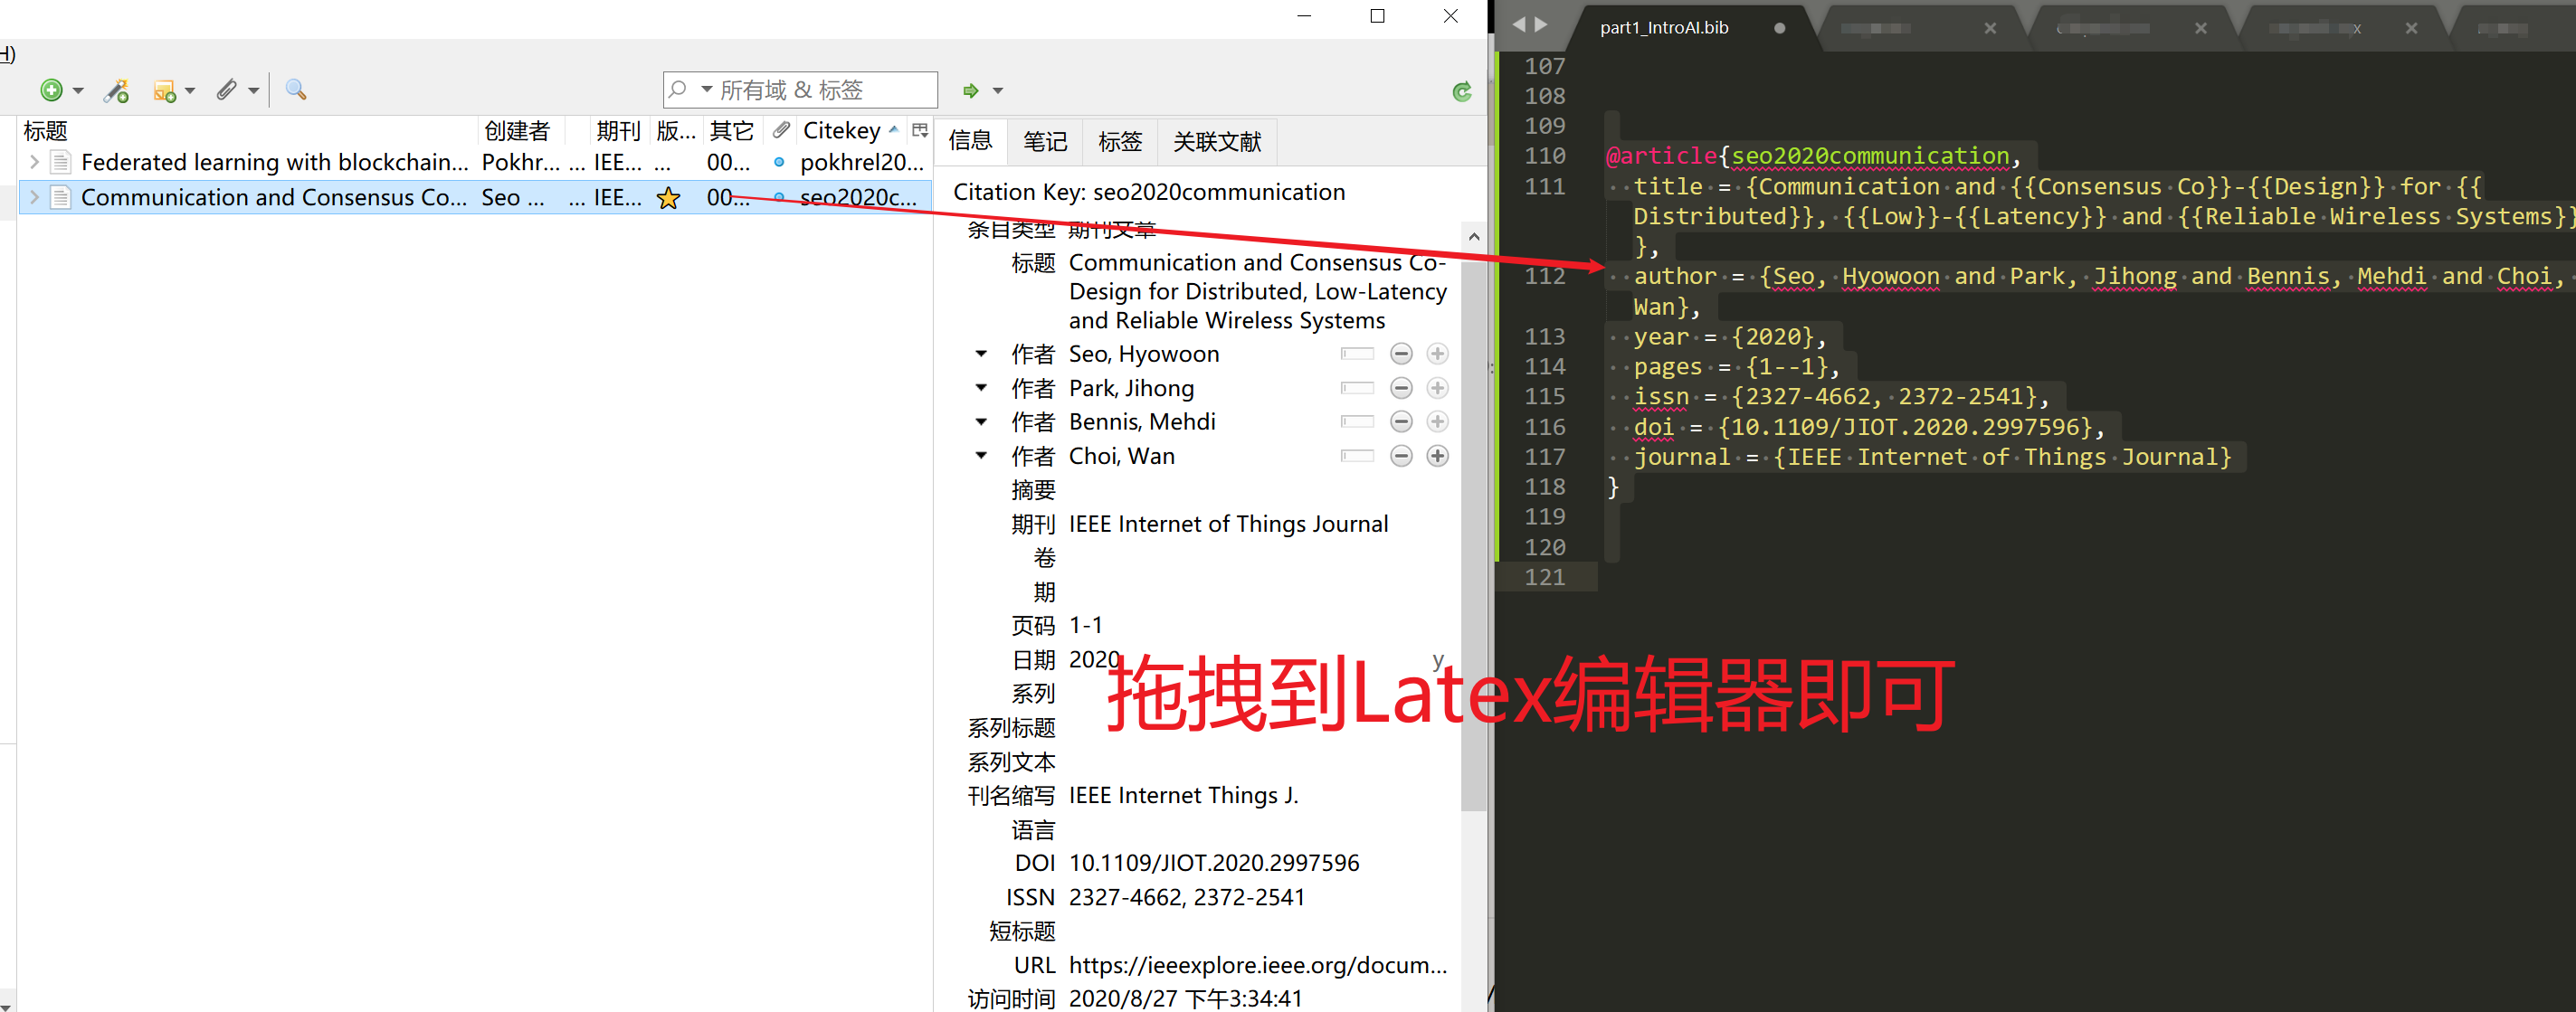 H)
所有域 & 标签
标题 创建者 期刊 版... 其它 Citekey
Federated learning with blockchain... Pokhr... ... IEE... ... 00... pokhrel20...
Communication and Consensus Co... Seo ... ... IEE... 00... seo2020c...
信息 笔记 标签 关联文献
Citation Key: seo2020communication
条目类型 期刊文章
标题 Communication and Consensus Co-
Design for Distributed, Low-Latency
and Reliable Wireless Systems
作者 Seo, Hyowoon
作者 Park, Jihong
作者 Bennis, Mehdi
作者 Choi, Wan
摘要
期刊 IEEE Internet of Things Journal
卷
期
页码 1-1
日期 2020 y
系列
系列标题
系列文本
刊名缩写 IEEE Internet Things J.
语言
DOI 10.1109/JIOT.2020.2997596
ISSN 2327-4662, 2372-2541
短标题
URL https://ieeexplore.ieee.org/docum...
访问时间 2020/8/27 下午3:34:41
拖拽到Latex编辑器即可
part1_IntroAI.bib
107
108
109
110 @article{seo2020communication,
111 title = {Communication and {{Consensus Co}}-{{Design}} for {{
Distributed}}, {{Low}}-{{Latency}} and {{Reliable Wireless Systems}}
},
112 author = {Seo, Hyowoon and Park, Jihong and Bennis, Mehdi and Choi,
Wan},
113 year = {2020},
114 pages = {1--1},
115 issn = {2327-4662, 2372-2541},
116 doi = {10.1109/JIOT.2020.2997596},
117 journal = {IEEE Internet of Things Journal}
118 }
119
120
121